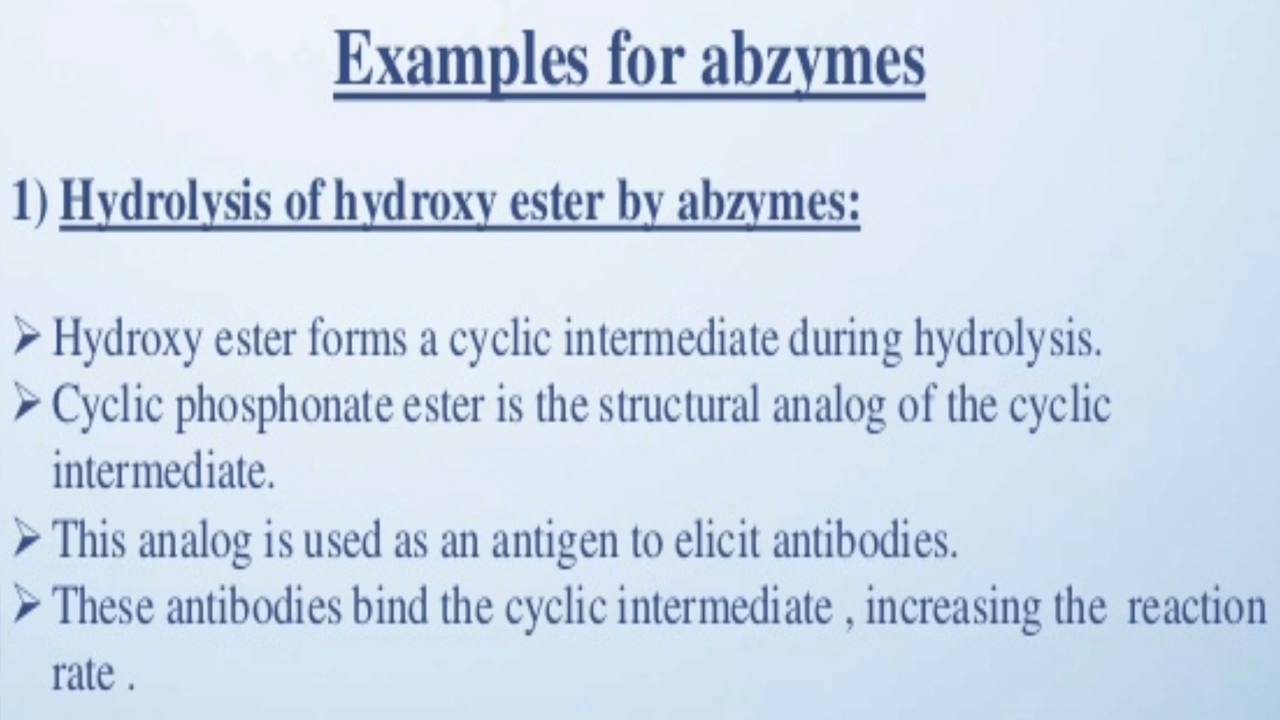 Examples for abzymes
1) Hydrolysis of hydroxy ester by abzymes:
➢ Hydroxy ester forms a cyclic intermediate during hydrolysis.
➢ Cyclic phosphonate ester is the structural analog of the cyclic
intermediate.
➢ This analog is used as an antigen to elicit antibodies.
➢ These antibodies bind the cyclic intermediate , increasing the reaction
rate .